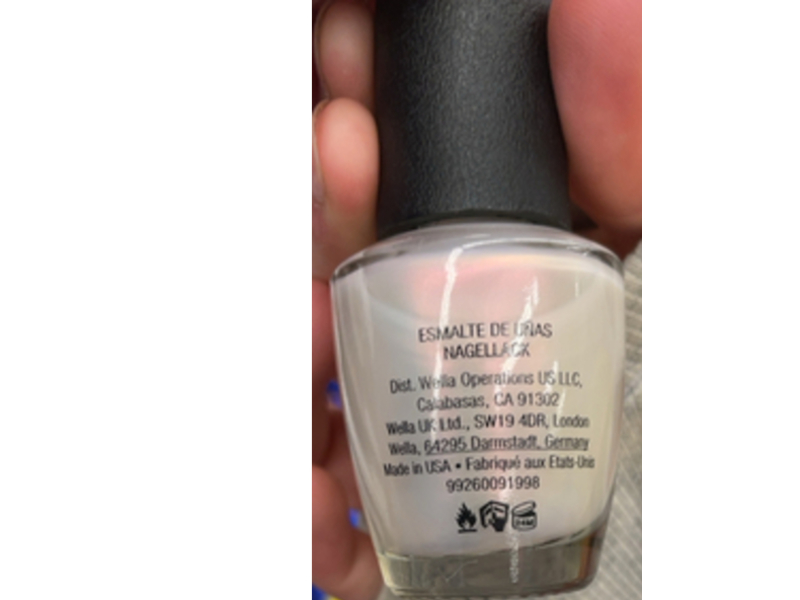 ESMALTE DE UÑAS
NAGELLACK
Dist. Wella Operations US LLC,
Calabasas, CA 91302
Wella UK Ltd., SW19 4DR, London
Wella, 64295 Darmstadt, Germany
Made in USA • Fabriqué aux Etats-Unis
99260091998
24M